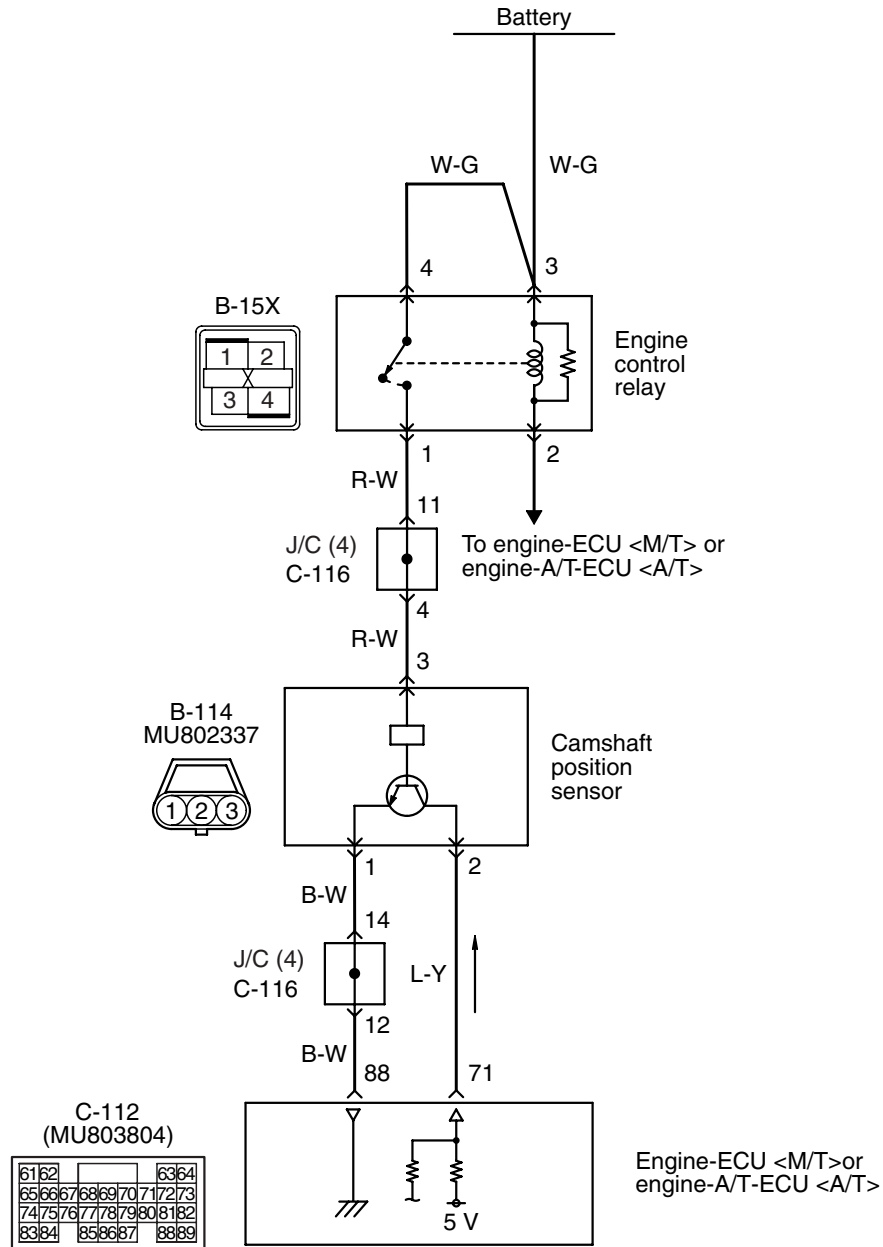 Battery
W-G
W-G
4
3
B-15X
1 2
3 4
Engine
control
relay
1
2
R-W
11
J/C (4)
C-116
To engine-ECU <M/T> or
engine-A/T-ECU <A/T>
4
R-W
3
B-114
MU802337
1 2 3
Camshaft
position
sensor
1
2
B-W
14
J/C (4)
C-116
L-Y
12
B-W
88
71
C-112
(MU803804)
61 62 63 64
65 66 67 68 69 70 71 72 73
74 75 76 77 78 79 80 81 82
83 84 85 86 87 88 89
5 V
Engine-ECU <M/T>or
engine-A/T-ECU <A/T>